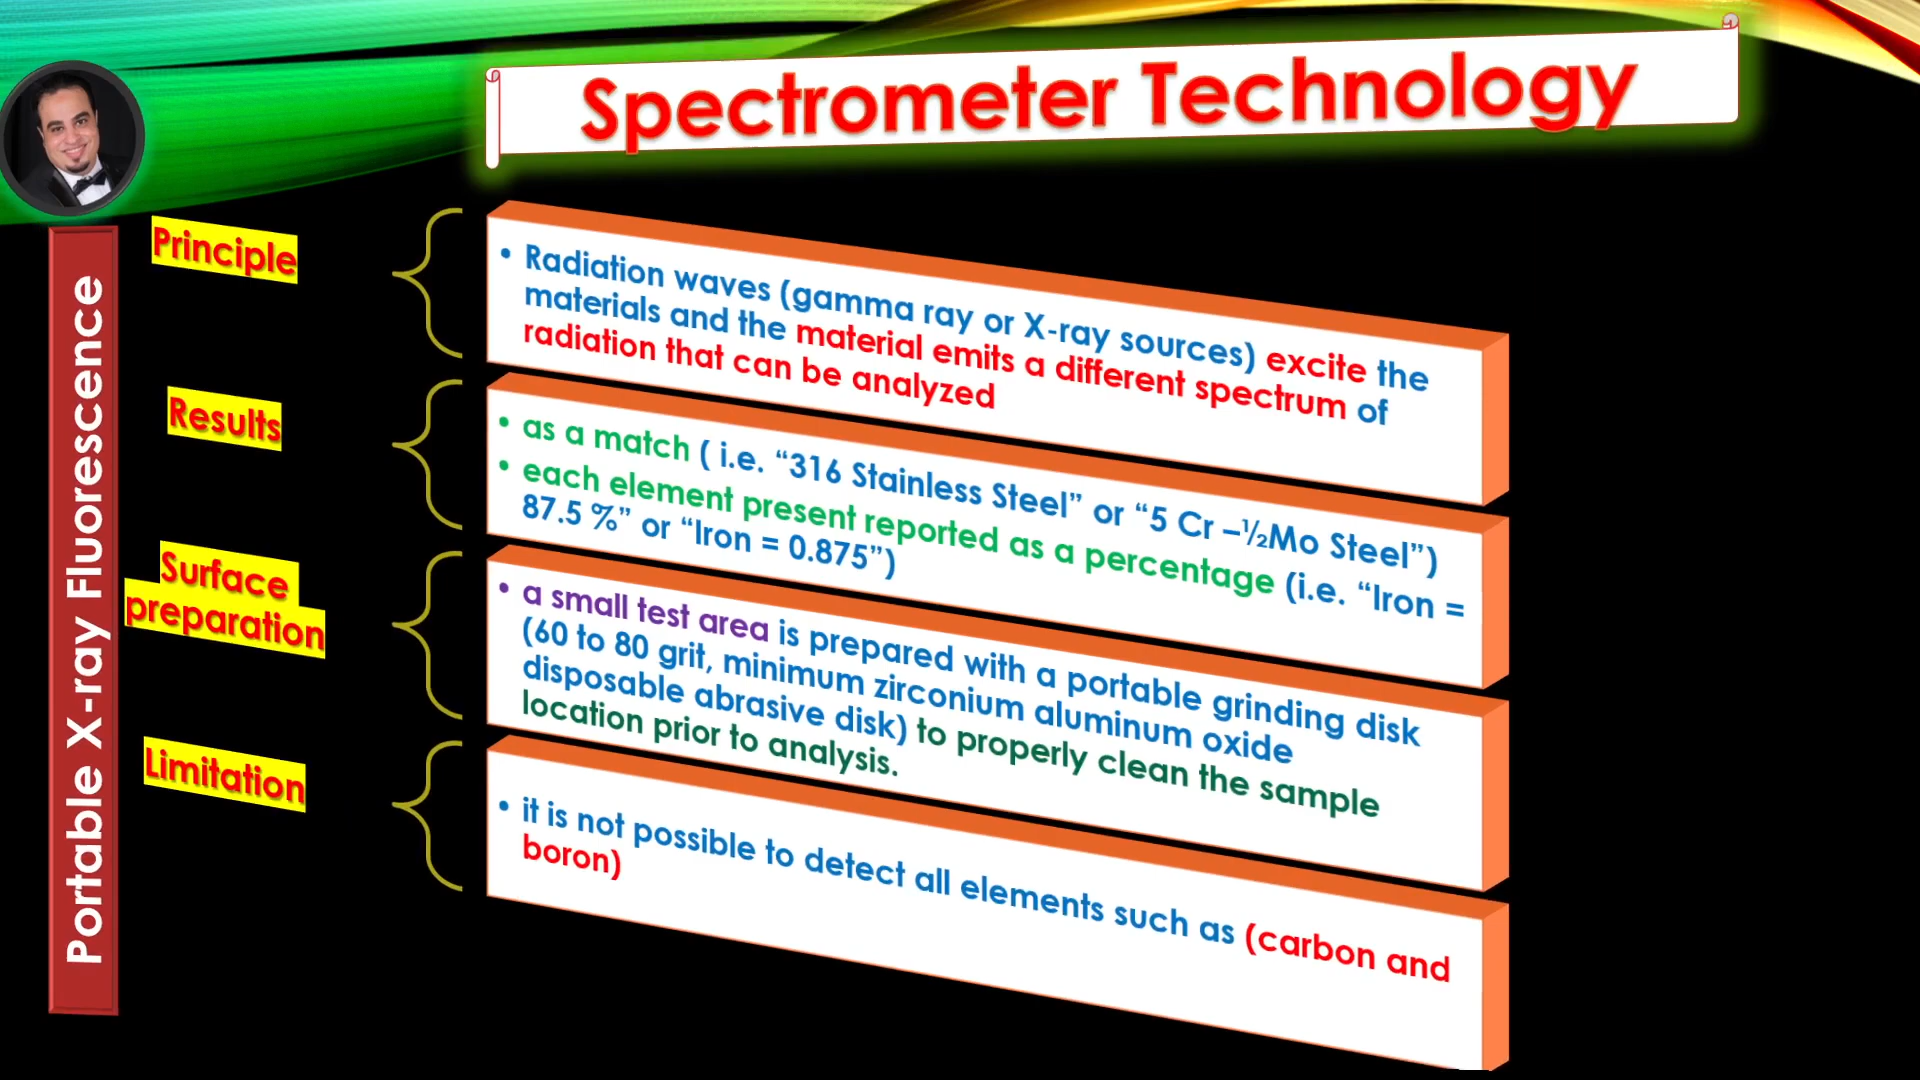 Spectrometer Technology
Portable X-ray Fluorescence
Principle
• Radiation waves (gamma ray or X-ray sources) excite the
materials and the material emits a different spectrum of
radiation that can be analyzed
Results
• as a match ( i.e. “316 Stainless Steel” or “5 Cr –½Mo Steel”)
• each element present reported as a percentage (i.e. “Iron =
87.5 %” or “Iron = 0.875”)
Surface
preparation
• a small test area is prepared with a portable grinding disk
(60 to 80 grit, minimum zirconium aluminum oxide
disposable abrasive disk) to properly clean the sample
location prior to analysis.
Limitation
• it is not possible to detect all elements such as (carbon and
boron)